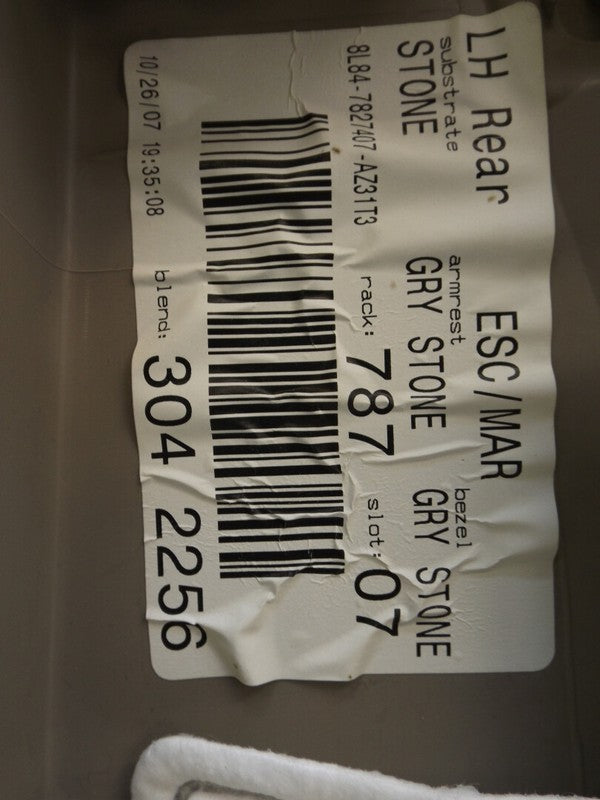 LH Rear ESC/MAR
substrate armrest bezel
STONE GRY STONE GRY STONE
8L84-7827407-AZ31T3 rack: 787 slot: 07
10/26/07 19:35:08 blend: 304 2256